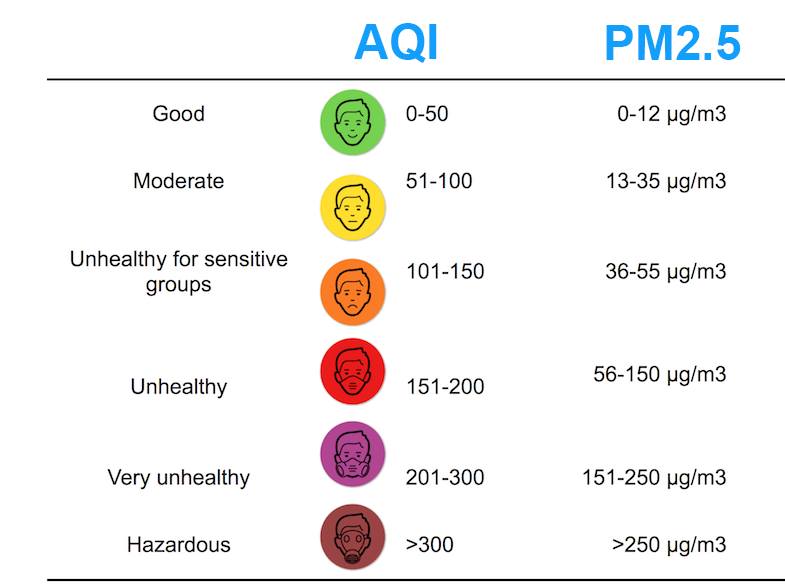 AQI PM2.5
Good 0-50 0-12 µg/m3
Moderate 51-100 13-35 µg/m3
Unhealthy for sensitive
groups 101-150 36-55 µg/m3
Unhealthy 151-200 56-150 µg/m3
Very unhealthy 201-300 151-250 µg/m3
Hazardous >300 >250 µg/m3